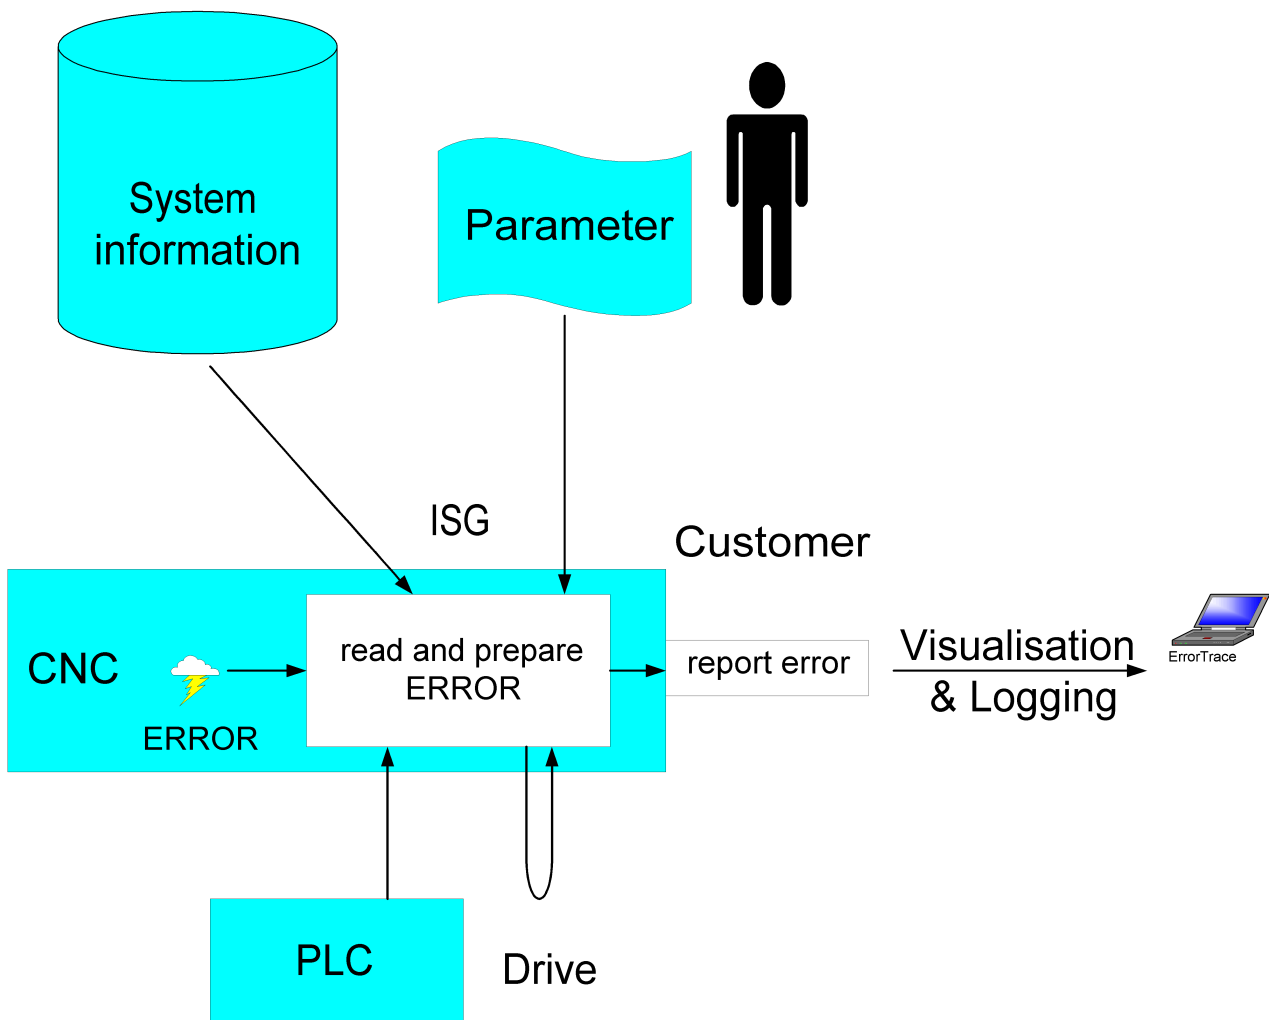 System
information
Parameter
ISG
Customer
CNC
ERROR
read and prepare
ERROR
report error
Visualisation
& Logging
ErrorTrace
PLC
Drive